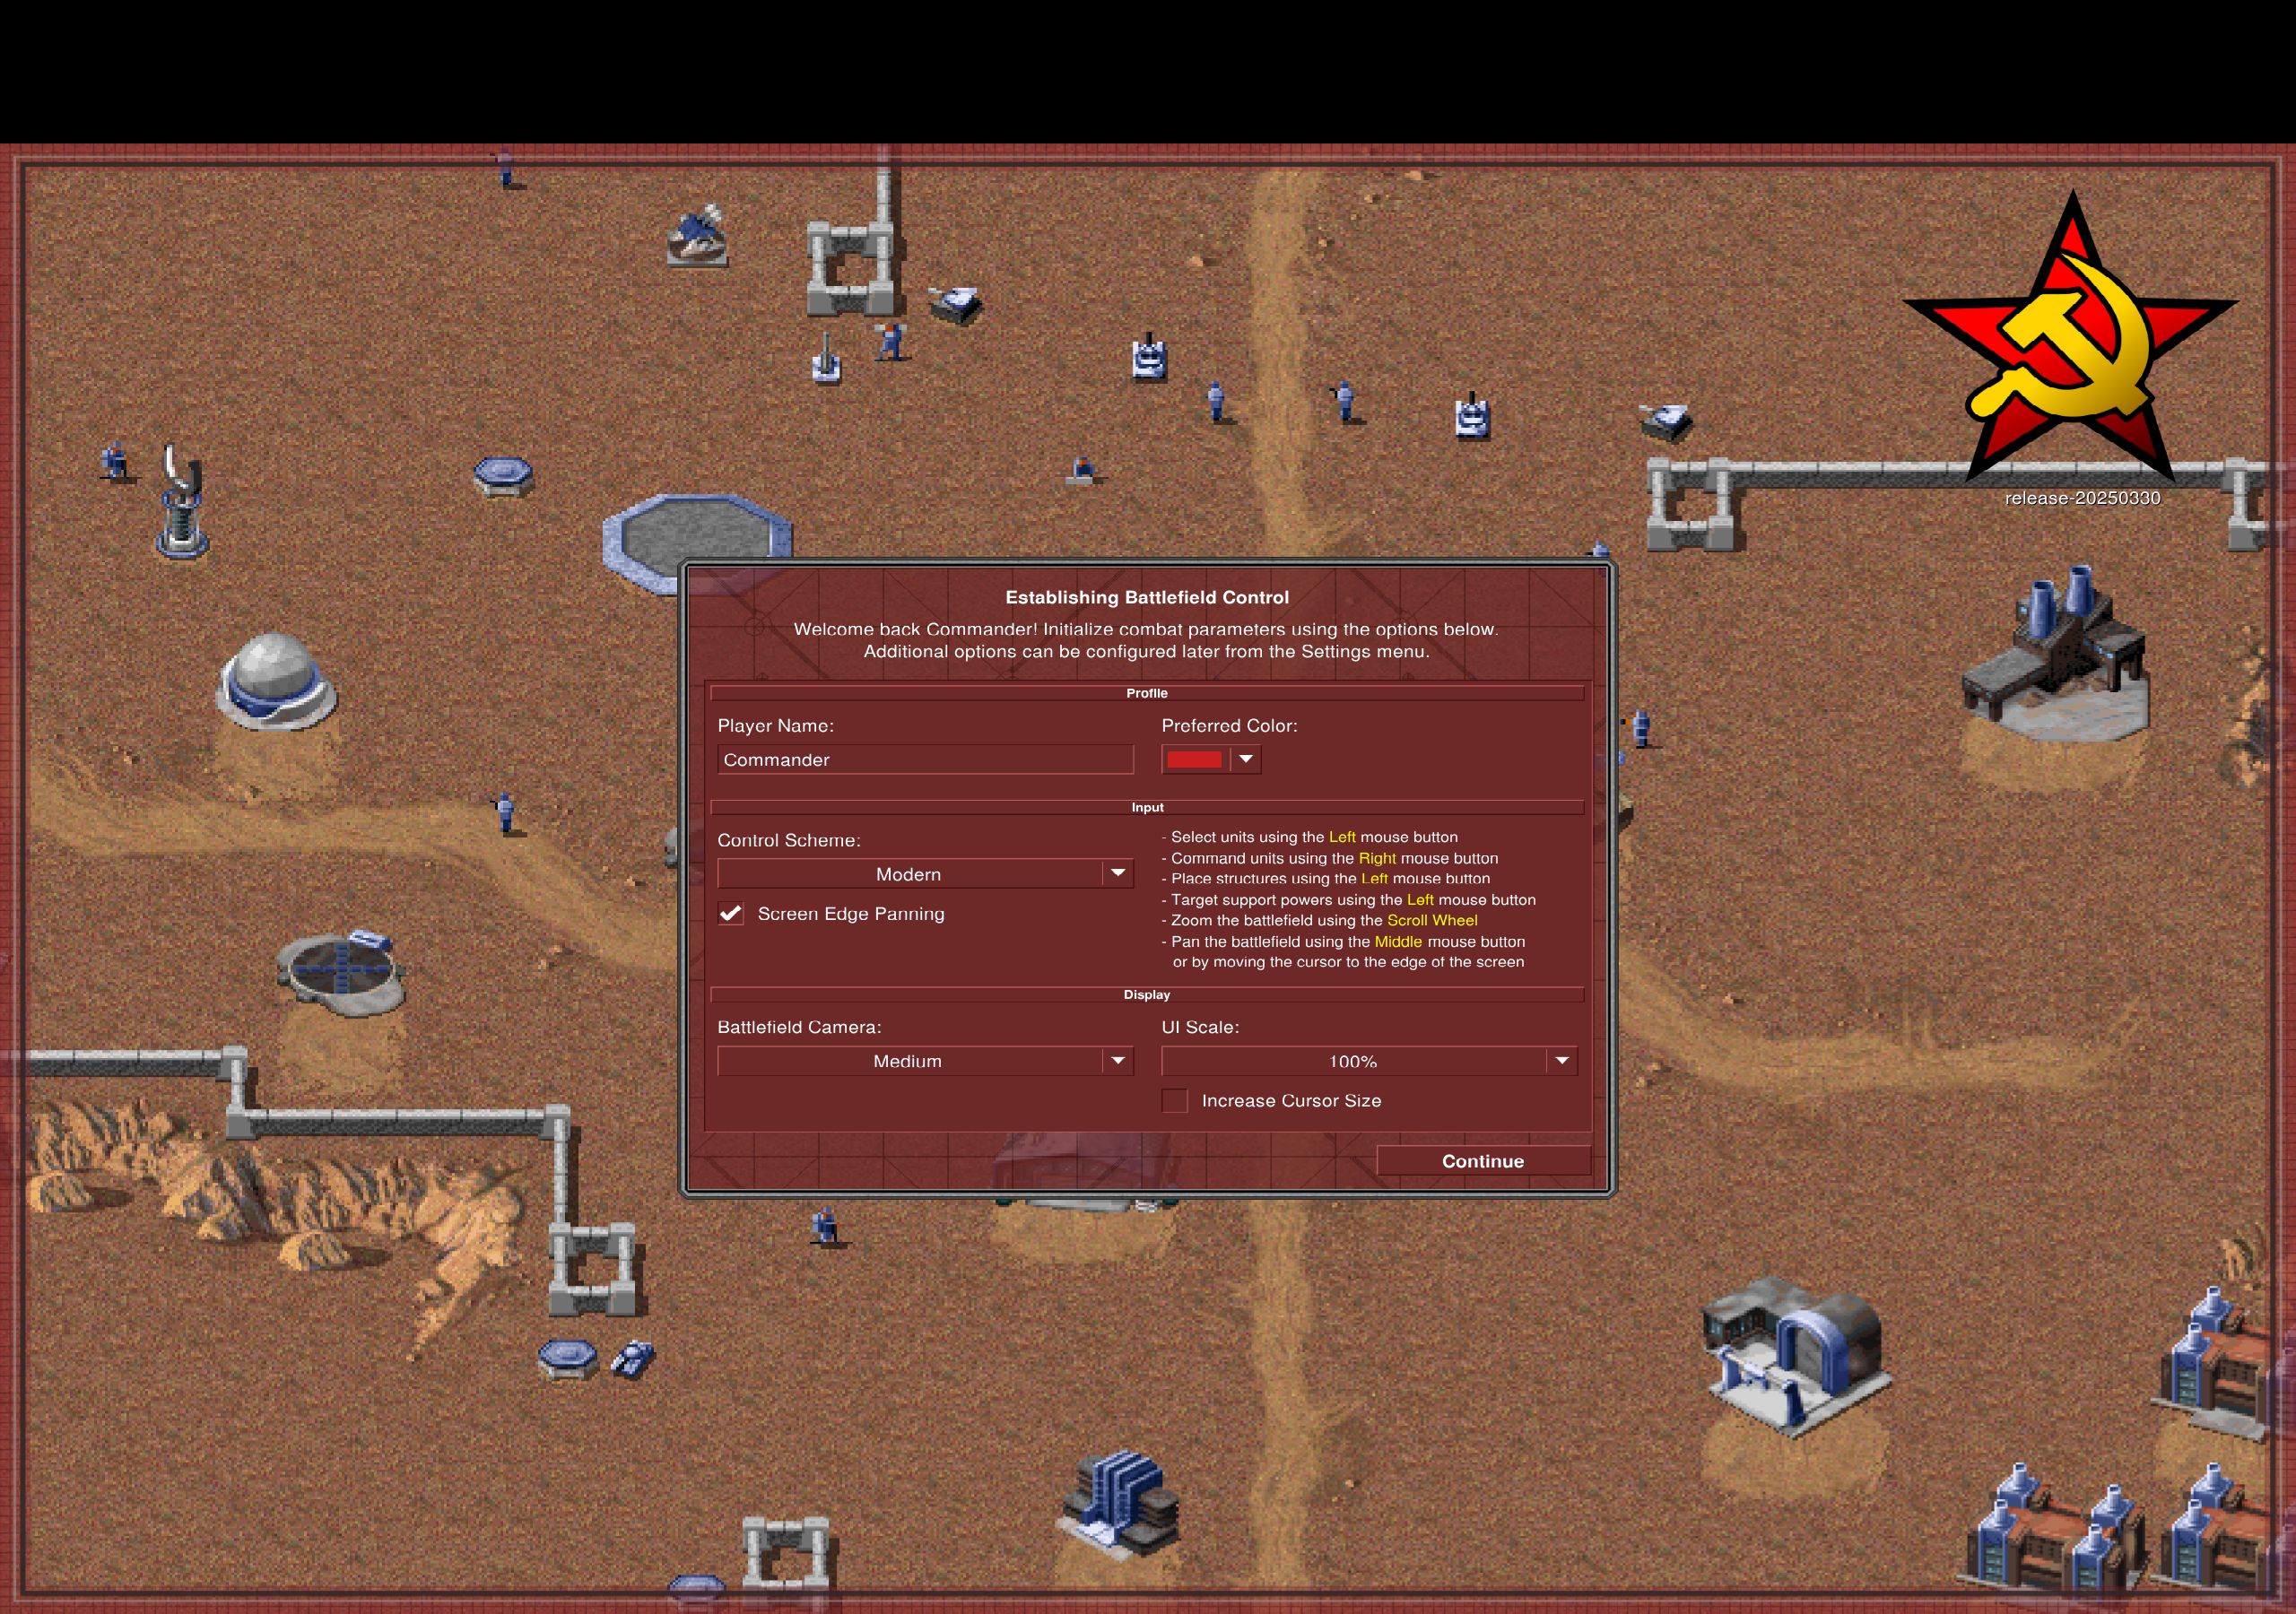 release-20250330
Establishing Battlefield Control
Welcome back Commander! Initialize combat parameters using the options below.
Additional options can be configured later from the Settings menu.
Profile
Player Name:
Preferred Color:
Commander
Input
Control Scheme:
Modern
Screen Edge Panning
- Select units using the Left mouse button
- Command units using the Right mouse button
- Place structures using the Left mouse button
- Target support powers using the Left mouse button
- Zoom the battlefield using the Scroll Wheel
- Pan the battlefield using the Middle mouse button
or by moving the cursor to the edge of the screen
Display
Battlefield Camera:
UI Scale:
Medium
100%
Increase Cursor Size
Continue